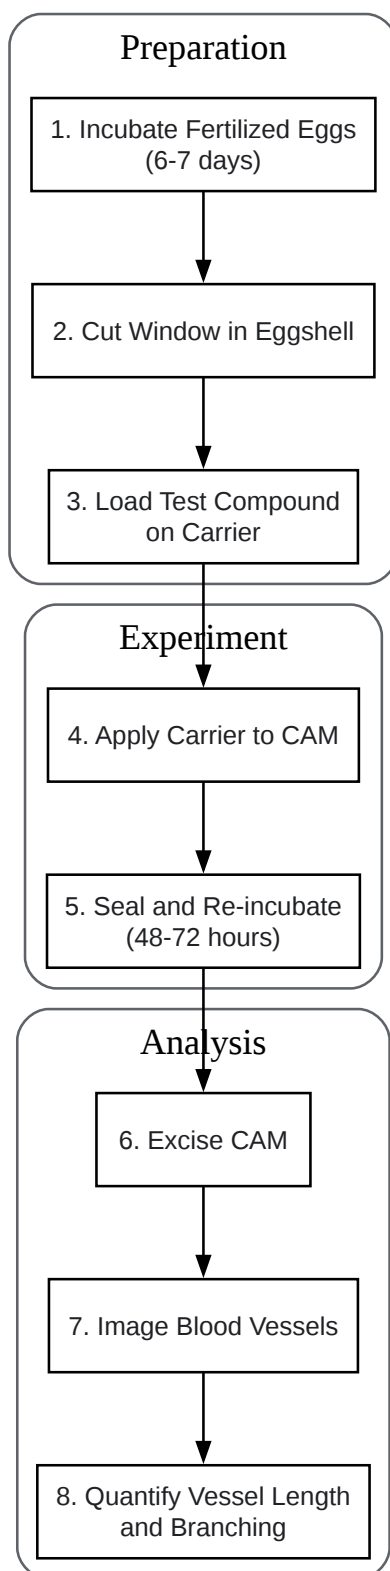 Preparation
1. Incubate Fertilized Eggs
(6-7 days)
2. Cut Window in Eggshell
3. Load Test Compound
on Carrier
Experiment
4. Apply Carrier to CAM
5. Seal and Re-incubate
(48-72 hours)
Analysis
6. Excise CAM
7. Image Blood Vessels
8. Quantify Vessel Length
and Branching